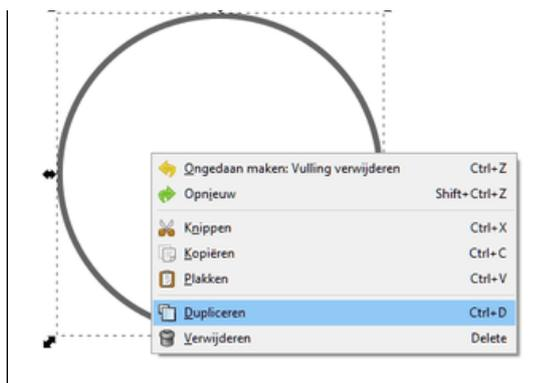 Ongedaan maken: Vulling verwijderen Ctrl+Z
Opnieuw Shift+Ctrl+Z
Knippen Ctrl+X
Kopiëren Ctrl+C
Plakken Ctrl+V
Dupliceren Ctrl+D
Verwijderen Delete